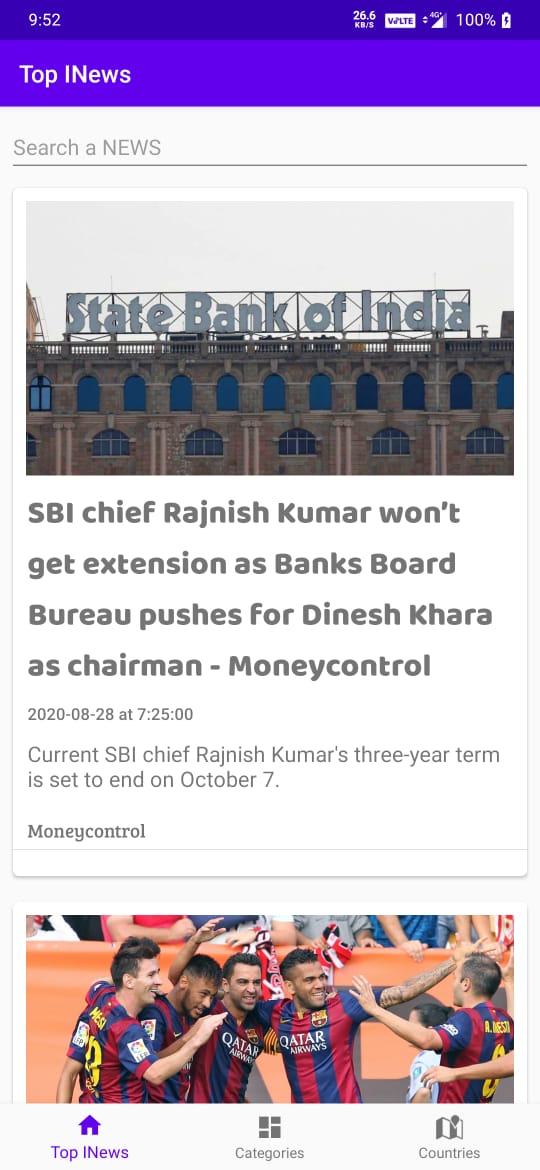 9:52
26.6
KB/S
VoLTE
4G+
100%
Top INews
Search a NEWS
State Bank of India
SBI chief Rajnish Kumar won't
get extension as Banks Board
Bureau pushes for Dinesh Khara
as chairman - Moneycontrol
2020-08-28 at 7:25:00
Current SBI chief Rajnish Kumar's three-year term
is set to end on October 7.
Moneycontrol
MESSI
QATAR
AIRWAYS
QATAR
AIRWAYS
Top INews
Categories
Countries